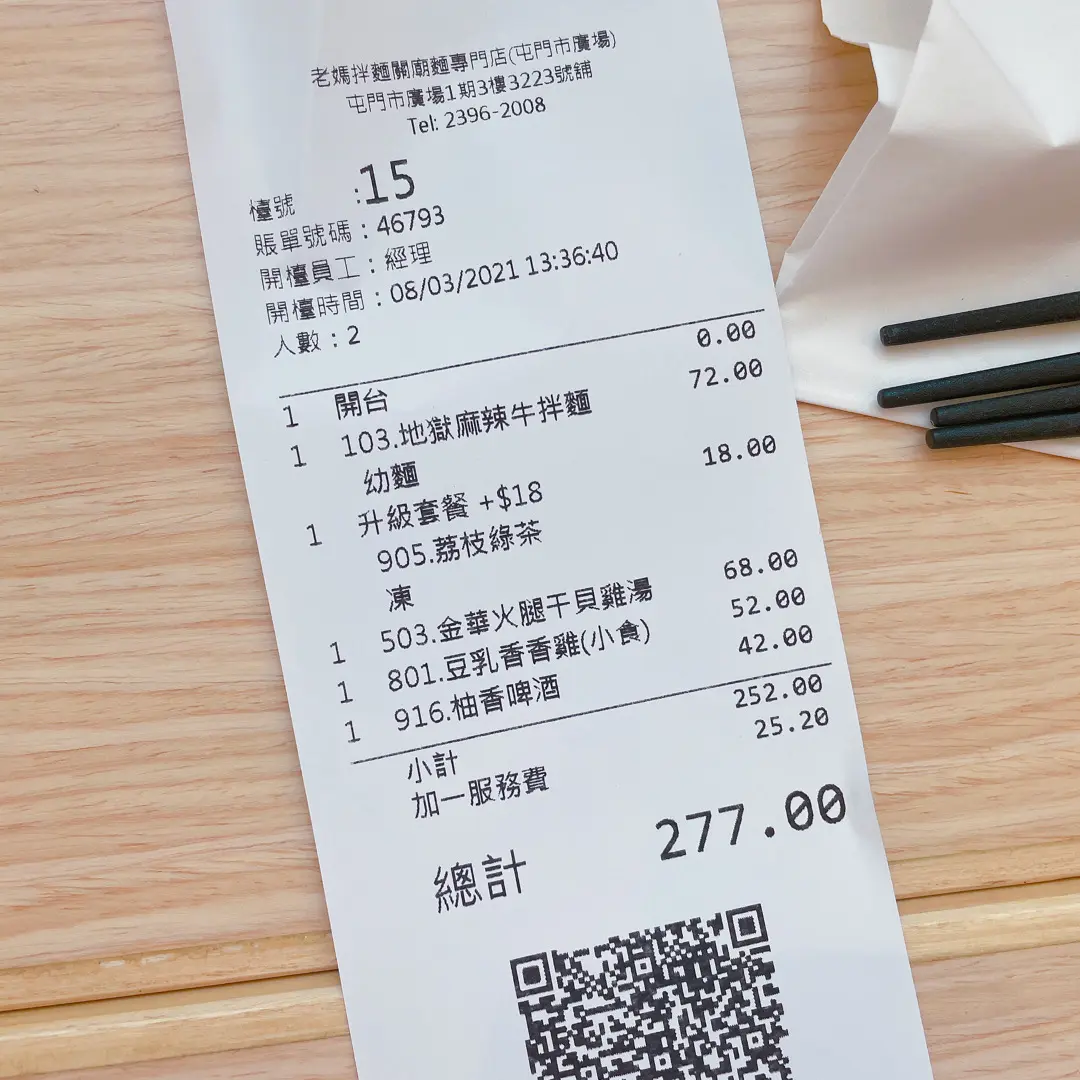 老媽拌麵關廟麵專門店(屯門市廣場)
屯門市廣場1期3樓3223號舖
Tel: 2396-2008
檯號 :15
賬單號碼：46793
開檯員工：經理
開檯時間：08/03/2021 13:36:40
人數：2
1 開台 0.00
1 103.地獄麻辣牛拌麵 72.00
幼麵
1 升級套餐 +$18 18.00
905.荔枝綠茶
凍
1 503.金華火腿干貝雞湯 68.00
1 801.豆乳香香雞(小食) 52.00
1 916.柚香啤酒 42.00
小計 252.00
加一服務費 25.20
總計 277.00